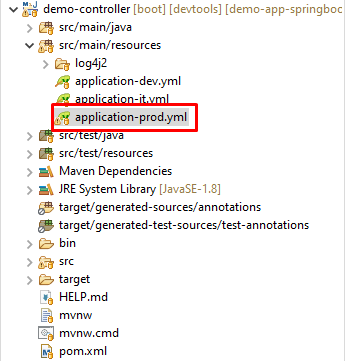 demo-controller [boot] [devtools] [demo-app-springboo
src/main/java
src/main/resources
log4j2
application-dev.yml
application-it.yml
application-prod.yml
src/test/java
src/test/resources
Maven Dependencies
JRE System Library [JavaSE-1.8]
target/generated-sources/annotations
target/generated-test-sources/test-annotations
bin
src
target
HELP.md
mvnw
mvnw.cmd
pom.xml